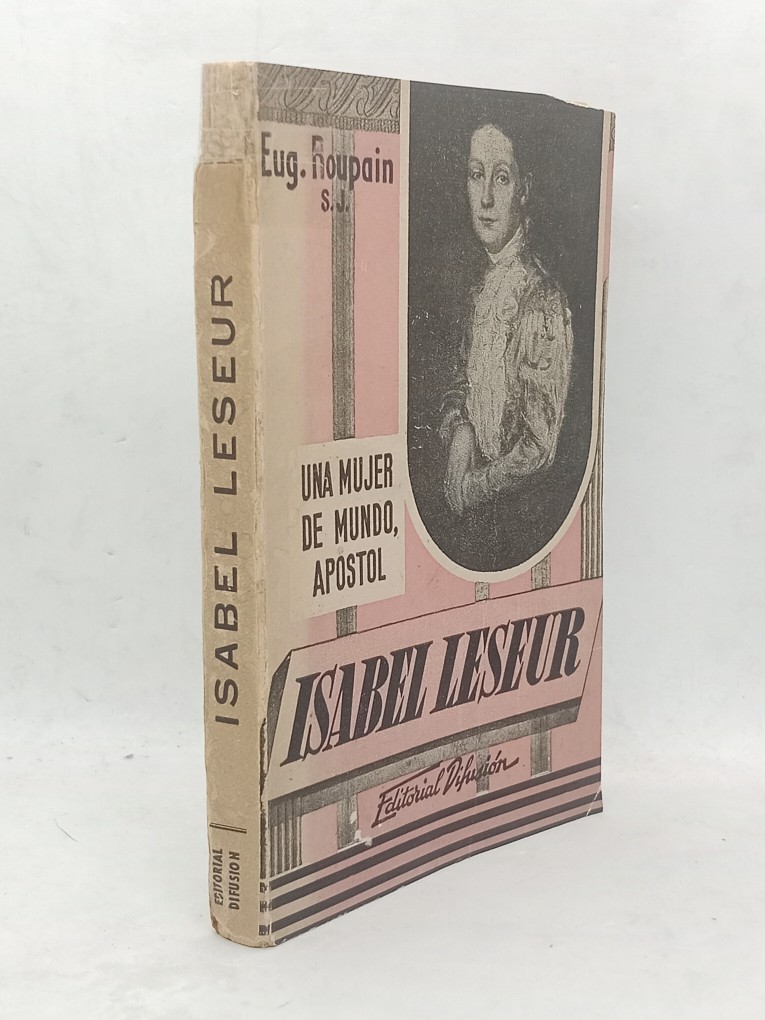 ISABEL LESEUR
EDITORIAL
DIFUSION
Eug. Roupain
S.J.
UNA MUJER
DE MUNDO,
APOSTOL
ISABEL LESEUR
Editorial Difusión